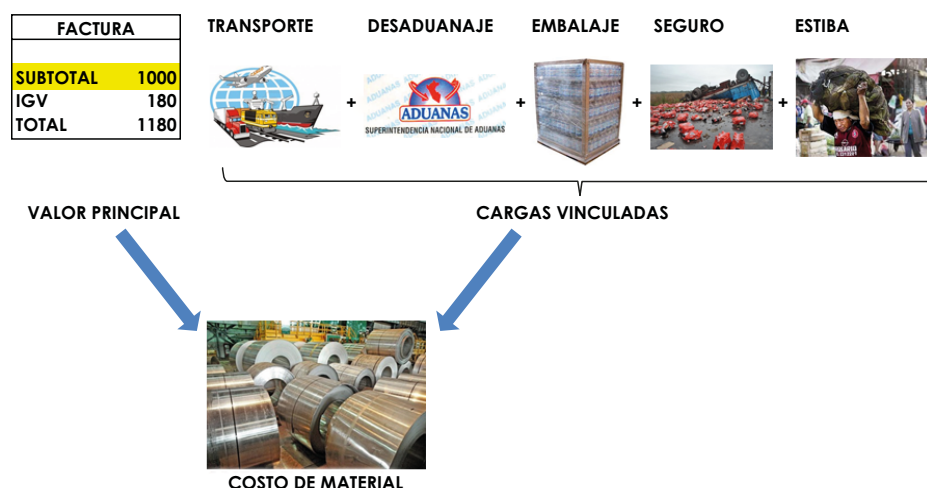 FACTURA
SUBTOTAL 1000
IGV 180
TOTAL 1180
TRANSPORTE
DESADUANAJE
EMBALAJE
SEGURO
ESTIBA
+
ADUANAS
SUPERINTENDENCIA NACIONAL DE ADUANAS
+
+
+
VALOR PRINCIPAL
CARGAS VINCULADAS
COSTO DE MATERIAL